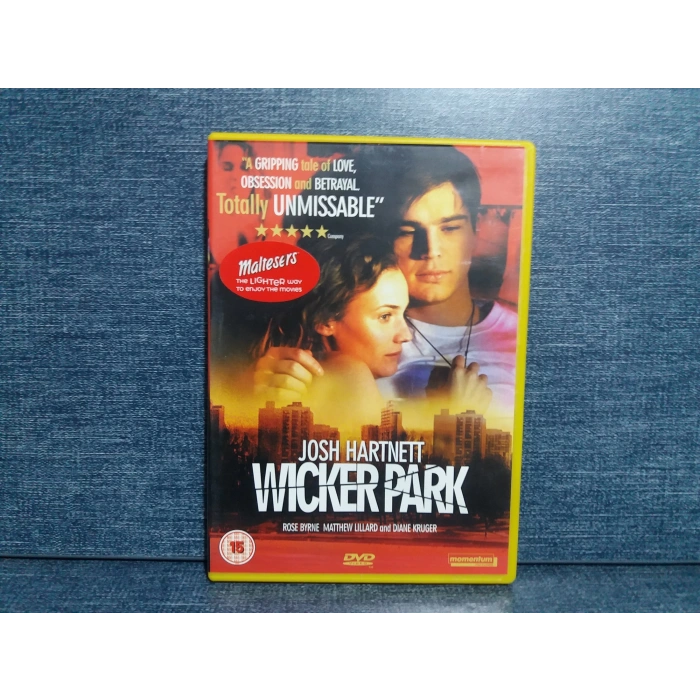 "A GRIPPING tale of LOVE,
OBSESSION and BETRAYAL.
Totally UNMISSABLE"
Company
Maltesers
THE LIGHTER WAY
TO ENJOY THE MOVIES
JOSH HARTNETT
WICKER PARK
ROSE BYRNE MATTHEW LILLARD and DIANE KRUGER
15
DVD
VIDEO
momentum